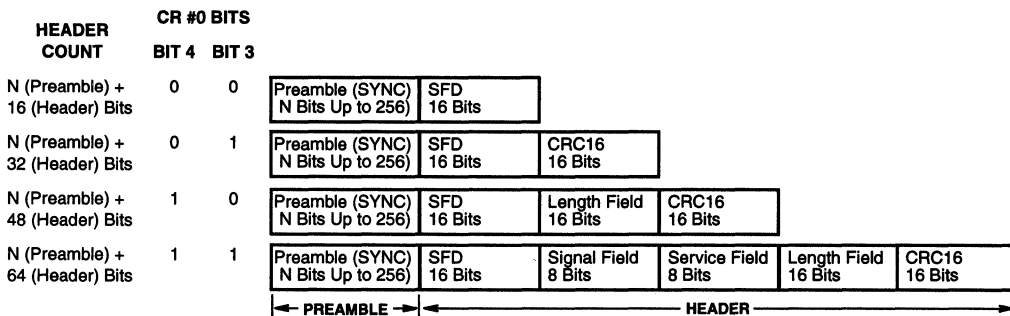 HEADER COUNT
CR #0 BITS
BIT 4 BIT 3
N (Preamble) + 0 0
16 (Header) Bits
Preamble (SYNC) SFD
N Bits Up to 256) 16 Bits
N (Preamble) + 0 1
32 (Header) Bits
Preamble (SYNC) SFD CRC16
N Bits Up to 256) 16 Bits 16 Bits
N (Preamble) + 1 0
48 (Header) Bits
Preamble (SYNC) SFD Length Field CRC16
N Bits Up to 256) 16 Bits 16 Bits 16 Bits
N (Preamble) + 1 1
64 (Header) Bits
Preamble (SYNC) SFD Signal Field Service Field Length Field CRC16
N Bits Up to 256) 16 Bits 8 Bits 8 Bits 16 Bits 16 Bits
PREAMBLE HEADER